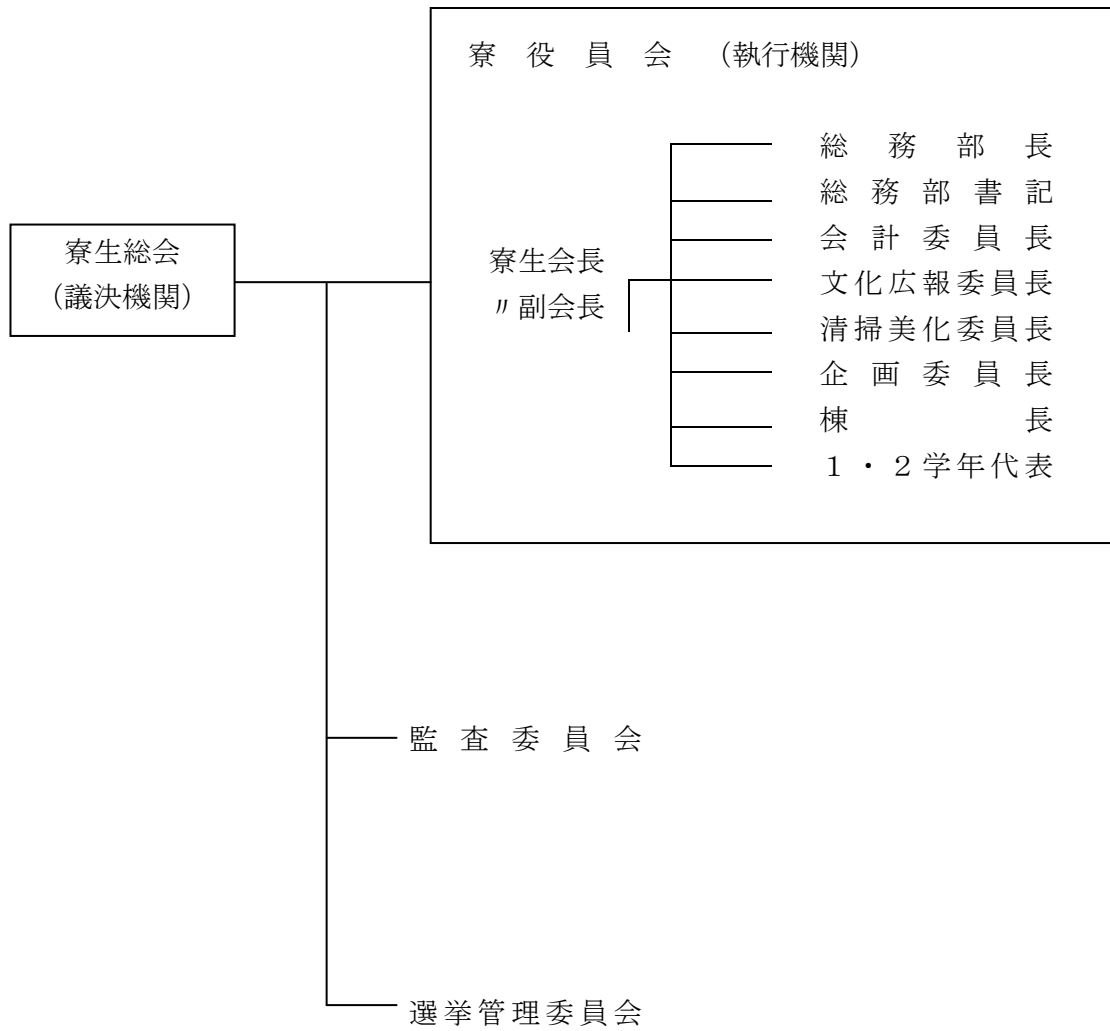 寮役員会 (執行機関)
寮生総会
(議決機関)
寮生会長
〃副会長
総務部長
総務部書記
会計委員長
文化広報委員長
清掃美化委員長
企画委員長
棟長
１・２学年代表
監査委員会
選挙管理委員会